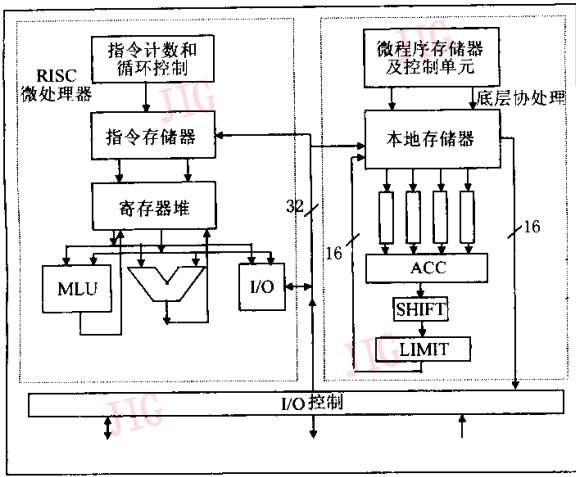 指令计数和
循环控制
RISC
微处理器
指令存储器
寄存器堆
MLU
I/O
32
微程序存储器
及控制单元
底层协处理
本地存储器
16
16
ACC
SHIFT
LIMIT
I/O 控制
JIG
JIG
JIG
JIG